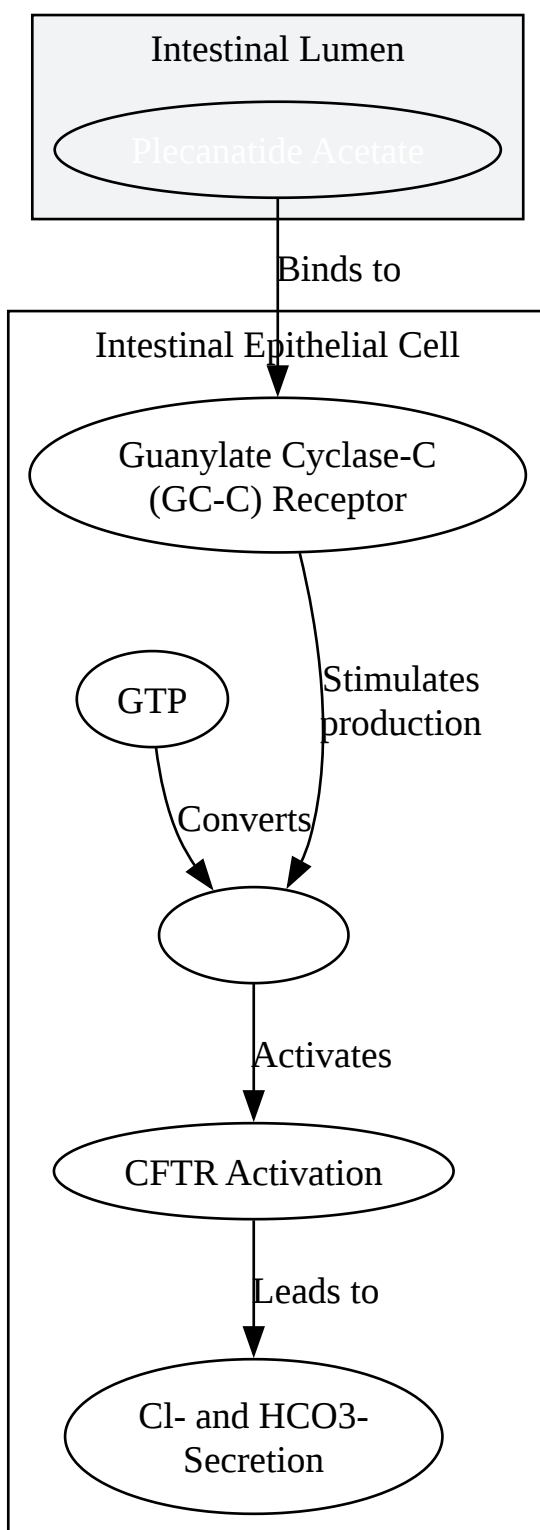 Intestinal Lumen
Plecanatide Acetate
Binds to
Intestinal Epithelial Cell
Guanylate Cyclase-C
(GC-C) Receptor
Stimulates
production
GTP
Converts
Activates
CFTR Activation
Leads to
Cl- and HCO3-
Secretion